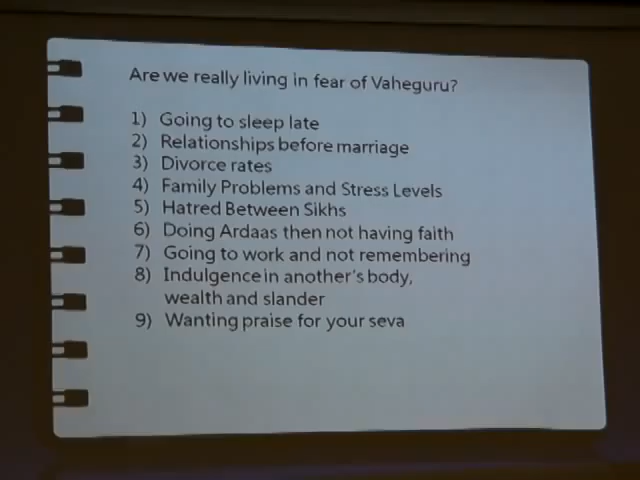 Are we really living in fear of Vaheguru?
1) Going to sleep late
2) Relationships before marriage
3) Divorce rates
4) Family Problems and Stress Levels
5) Hatred Between Sikhs
6) Doing Ardaas then not having faith
7) Going to work and not remembering
8) Indulgence in another's body,
wealth and slander
9) Wanting praise for your seva